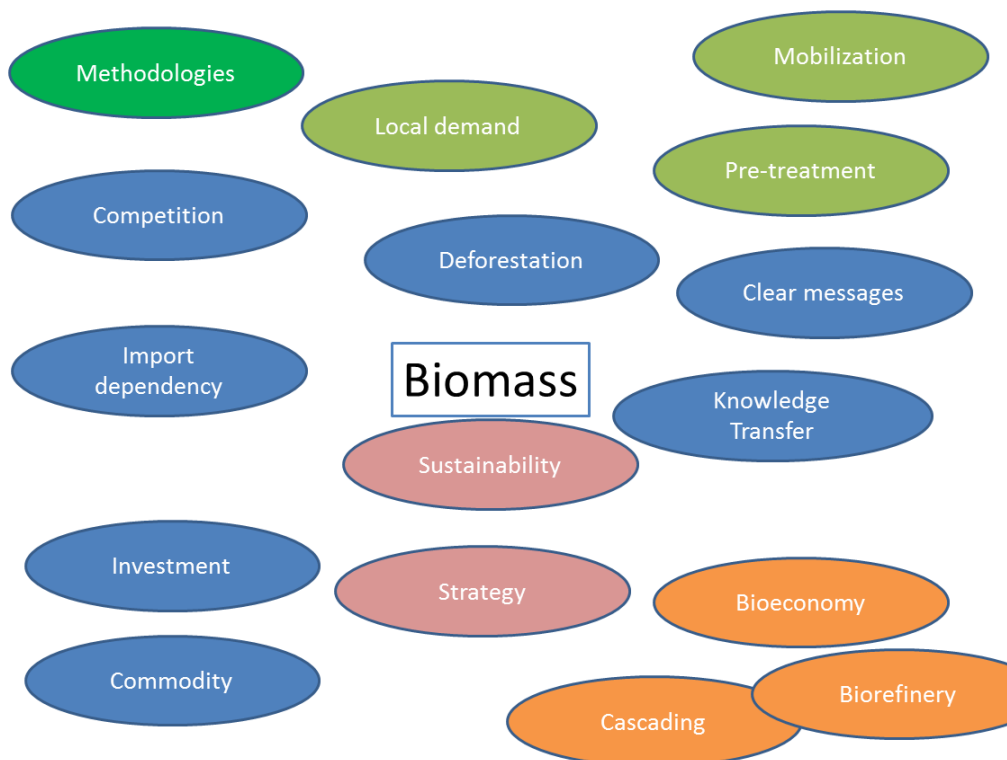 Methodologies
Mobilization
Local demand
Pre-treatment
Competition
Deforestation
Clear messages
Import
dependency
Biomass
Knowledge
Transfer
Sustainability
Investment
Strategy
Bioeconomy
Commodity
Biorefinery
Cascading